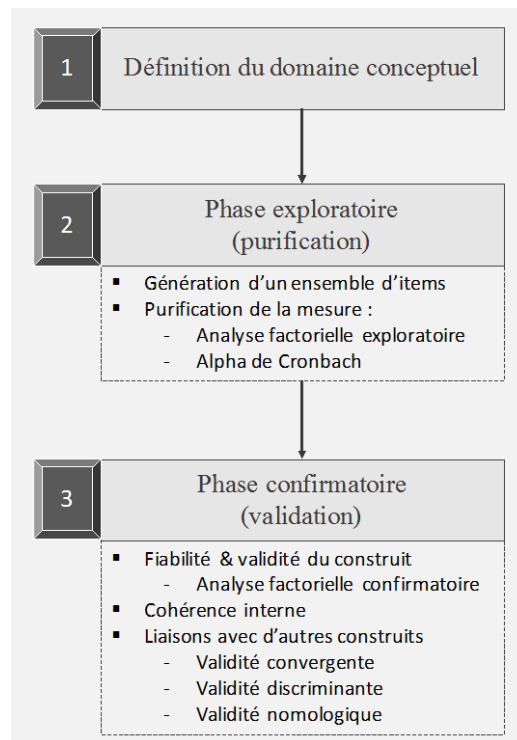 1
Définition du domaine conceptuel
2
Phase exploratoire
(purification)
▪ Génération d’un ensemble d’items
▪ Purification de la mesure :
- Analyse factorielle exploratoire
- Alpha de Cronbach
3
Phase confirmatoire
(validation)
▪ Fiabilité & validité du construit
- Analyse factorielle confirmatoire
▪ Cohérence interne
▪ Liaisons avec d’autres construits
- Validité convergente
- Validité discriminante
- Validité nomologique